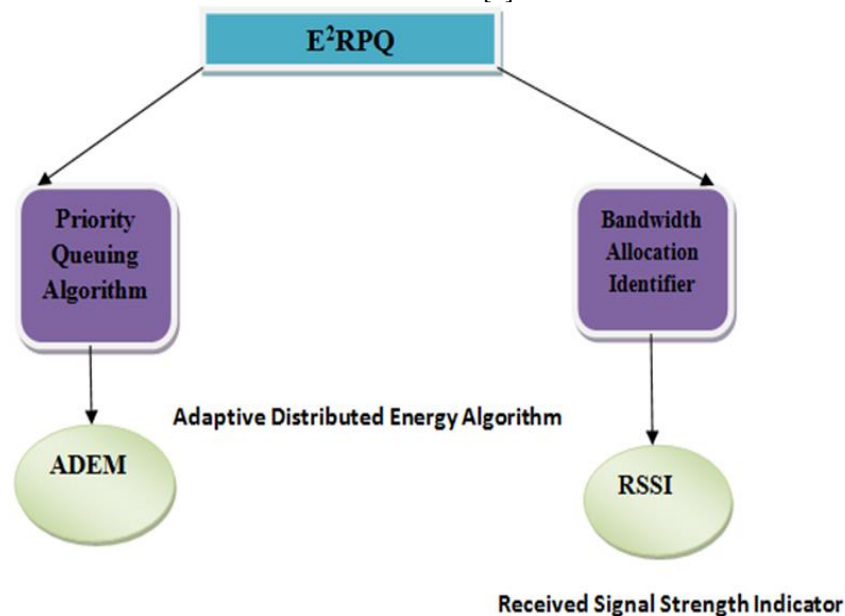 E²RPQ
Priority
Queuing
Algorithm
Bandwidth
Allocation
Identifier
Adaptive Distributed Energy Algorithm
ADEM
RSSI
Received Signal Strength Indicator